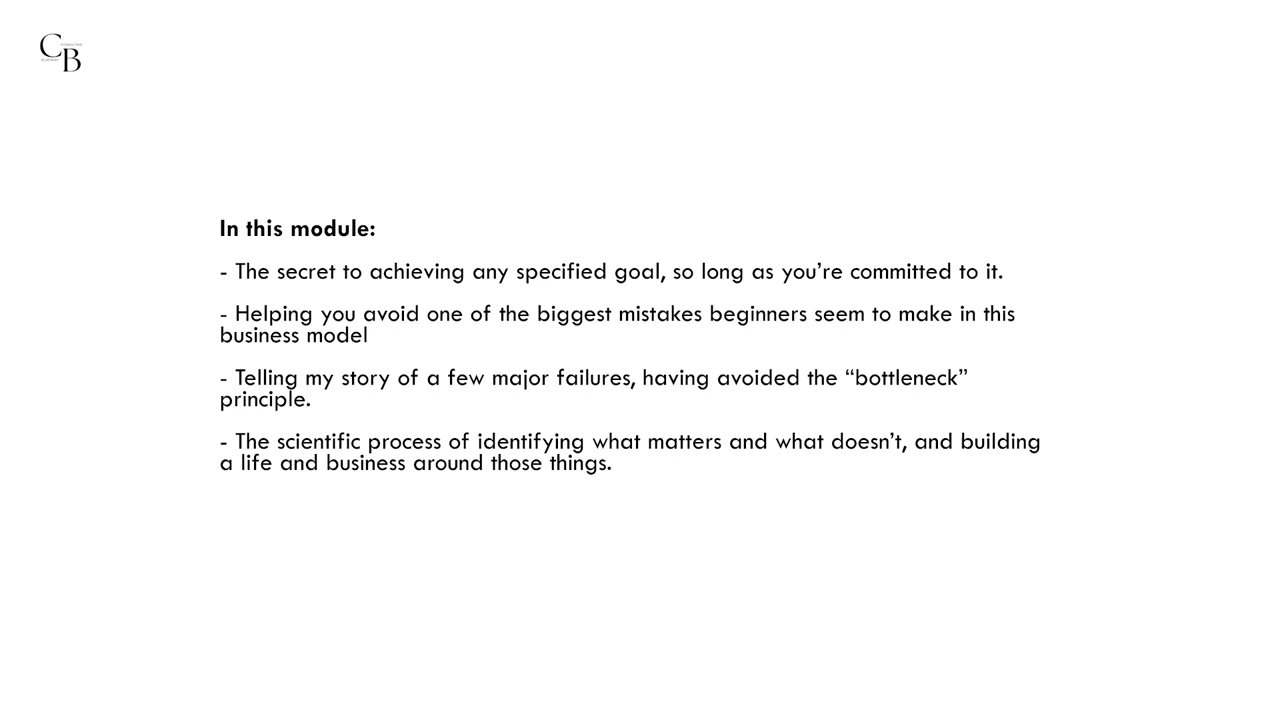 CB
CONSULTING
BLUEPRINT
In this module:
- The secret to achieving any specified goal, so long as you’re committed to it.
- Helping you avoid one of the biggest mistakes beginners seem to make in this
business model
- Telling my story of a few major failures, having avoided the “bottleneck”
principle.
- The scientific process of identifying what matters and what doesn’t, and building
a life and business around those things.